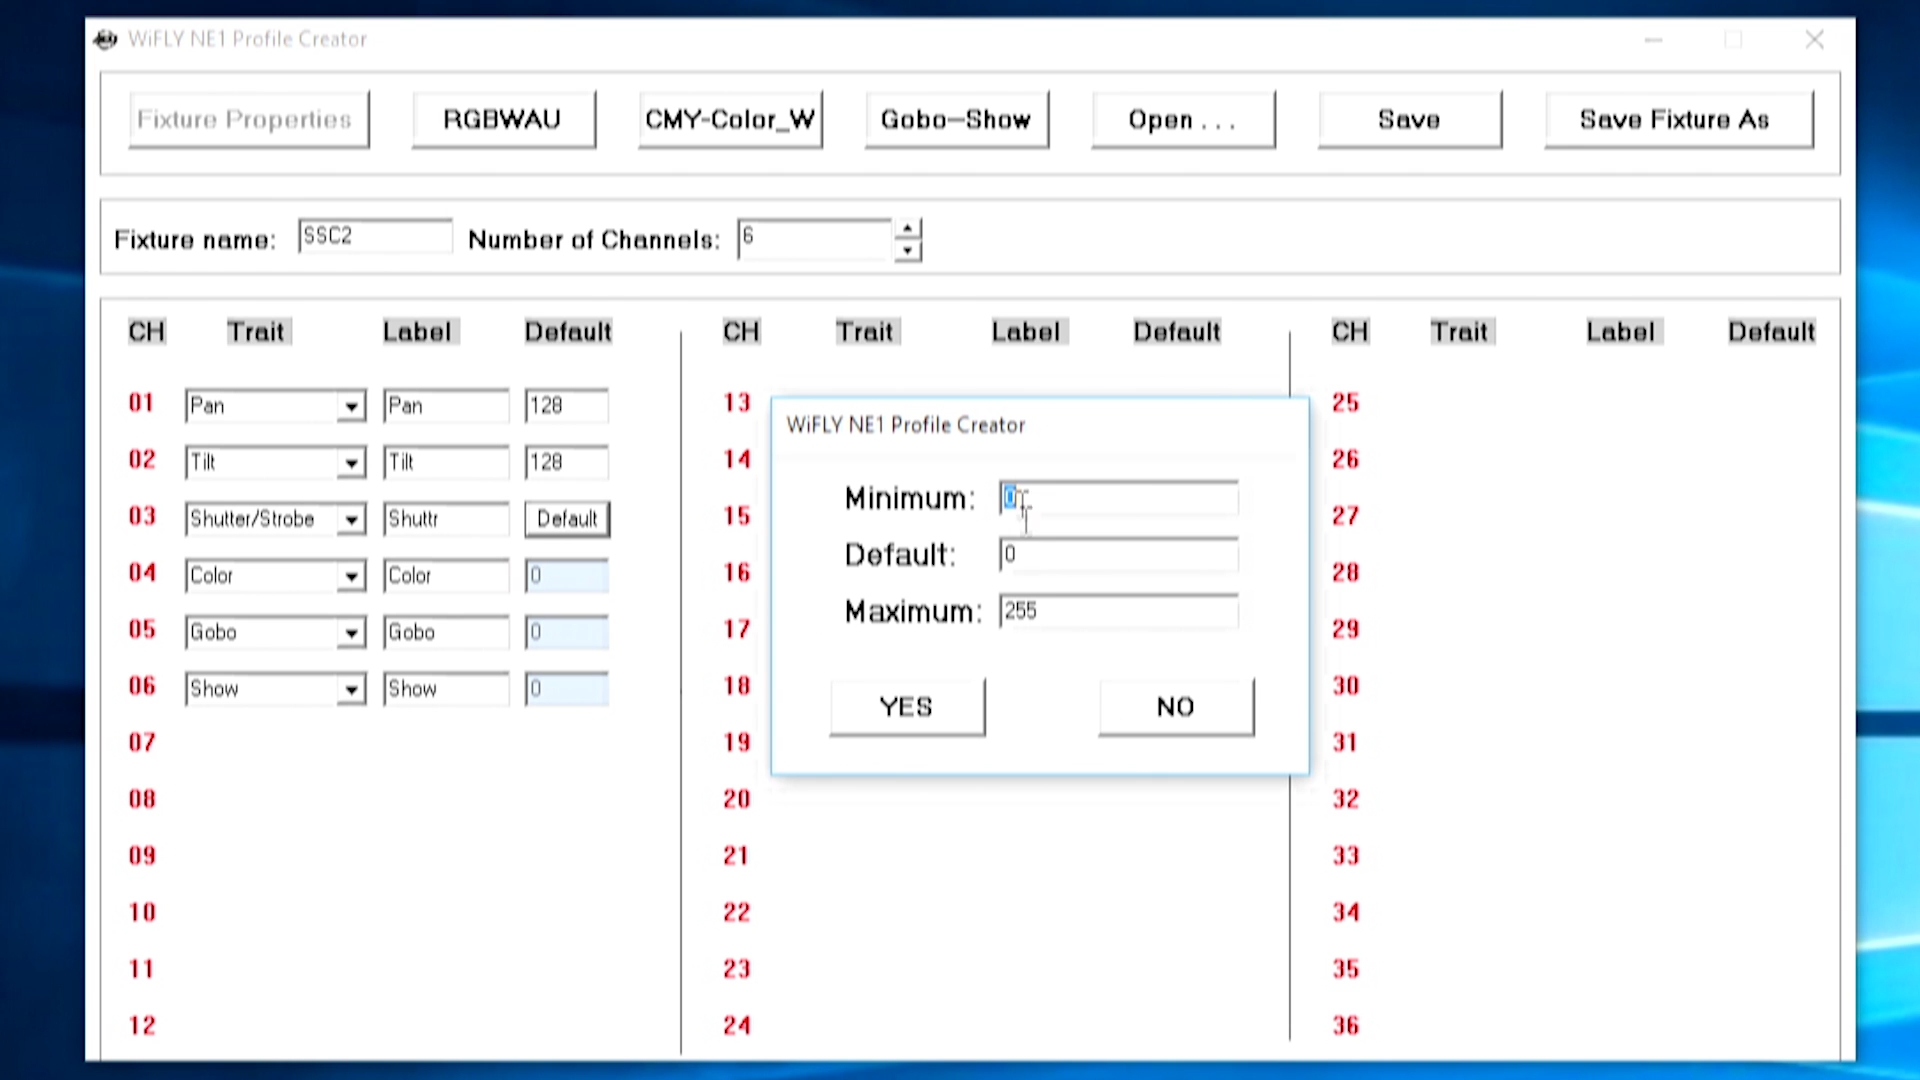 WiFLY NE1 Profile Creator
Fixture Properties RGBWAU CMY-Color_W Gobo-Show Open . . . Save Save Fixture As
Fixture name: SSC2 Number of Channels: 6
CH Trait Label Default CH Trait Label Default CH Trait Label Default
01 Pan Pan 128 13 25
02 Tilt Tilt 128 14 26
03 Shutter/Strobe Shuttr Default 15 27
04 Color Color 0 16 28
05 Gobo Gobo 0 17 29
06 Show Show 0 18 30
07 19 31
08 20 32
09 21 33
10 22 34
11 23 35
12 24 36
WiFLY NE1 Profile Creator
Minimum: 0
Default: 0
Maximum: 255
YES NO